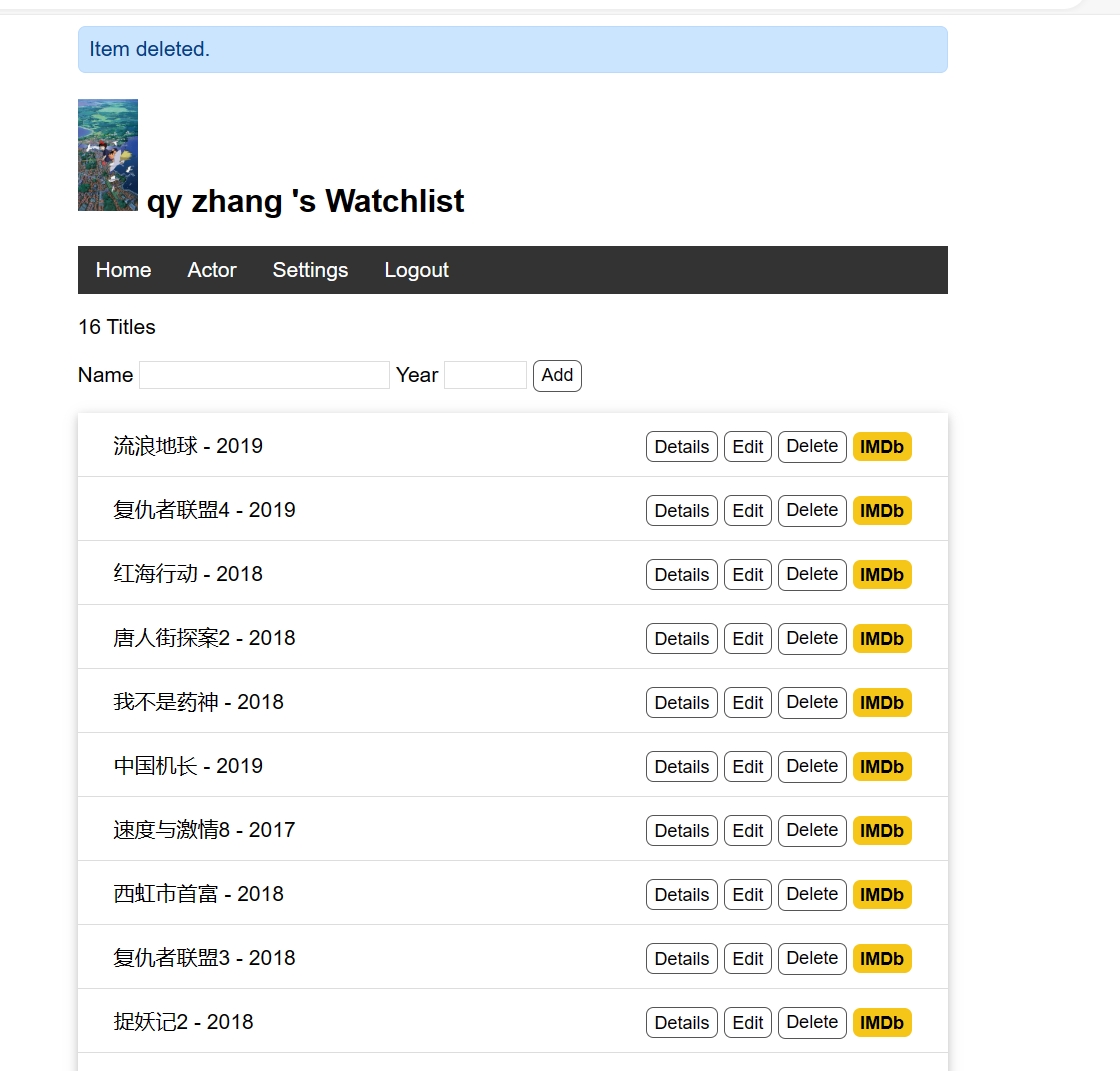 Item deleted.
qy zhang 's Watchlist
Home Actor Settings Logout
16 Titles
Name Year Add
流浪地球 - 2019 Details Edit Delete IMDb
复仇者联盟4 - 2019 Details Edit Delete IMDb
红海行动 - 2018 Details Edit Delete IMDb
唐人街探案2 - 2018 Details Edit Delete IMDb
我不是药神 - 2018 Details Edit Delete IMDb
中国机长 - 2019 Details Edit Delete IMDb
速度与激情8 - 2017 Details Edit Delete IMDb
西虹市首富 - 2018 Details Edit Delete IMDb
复仇者联盟3 - 2018 Details Edit Delete IMDb
捉妖记2 - 2018 Details Edit Delete IMDb